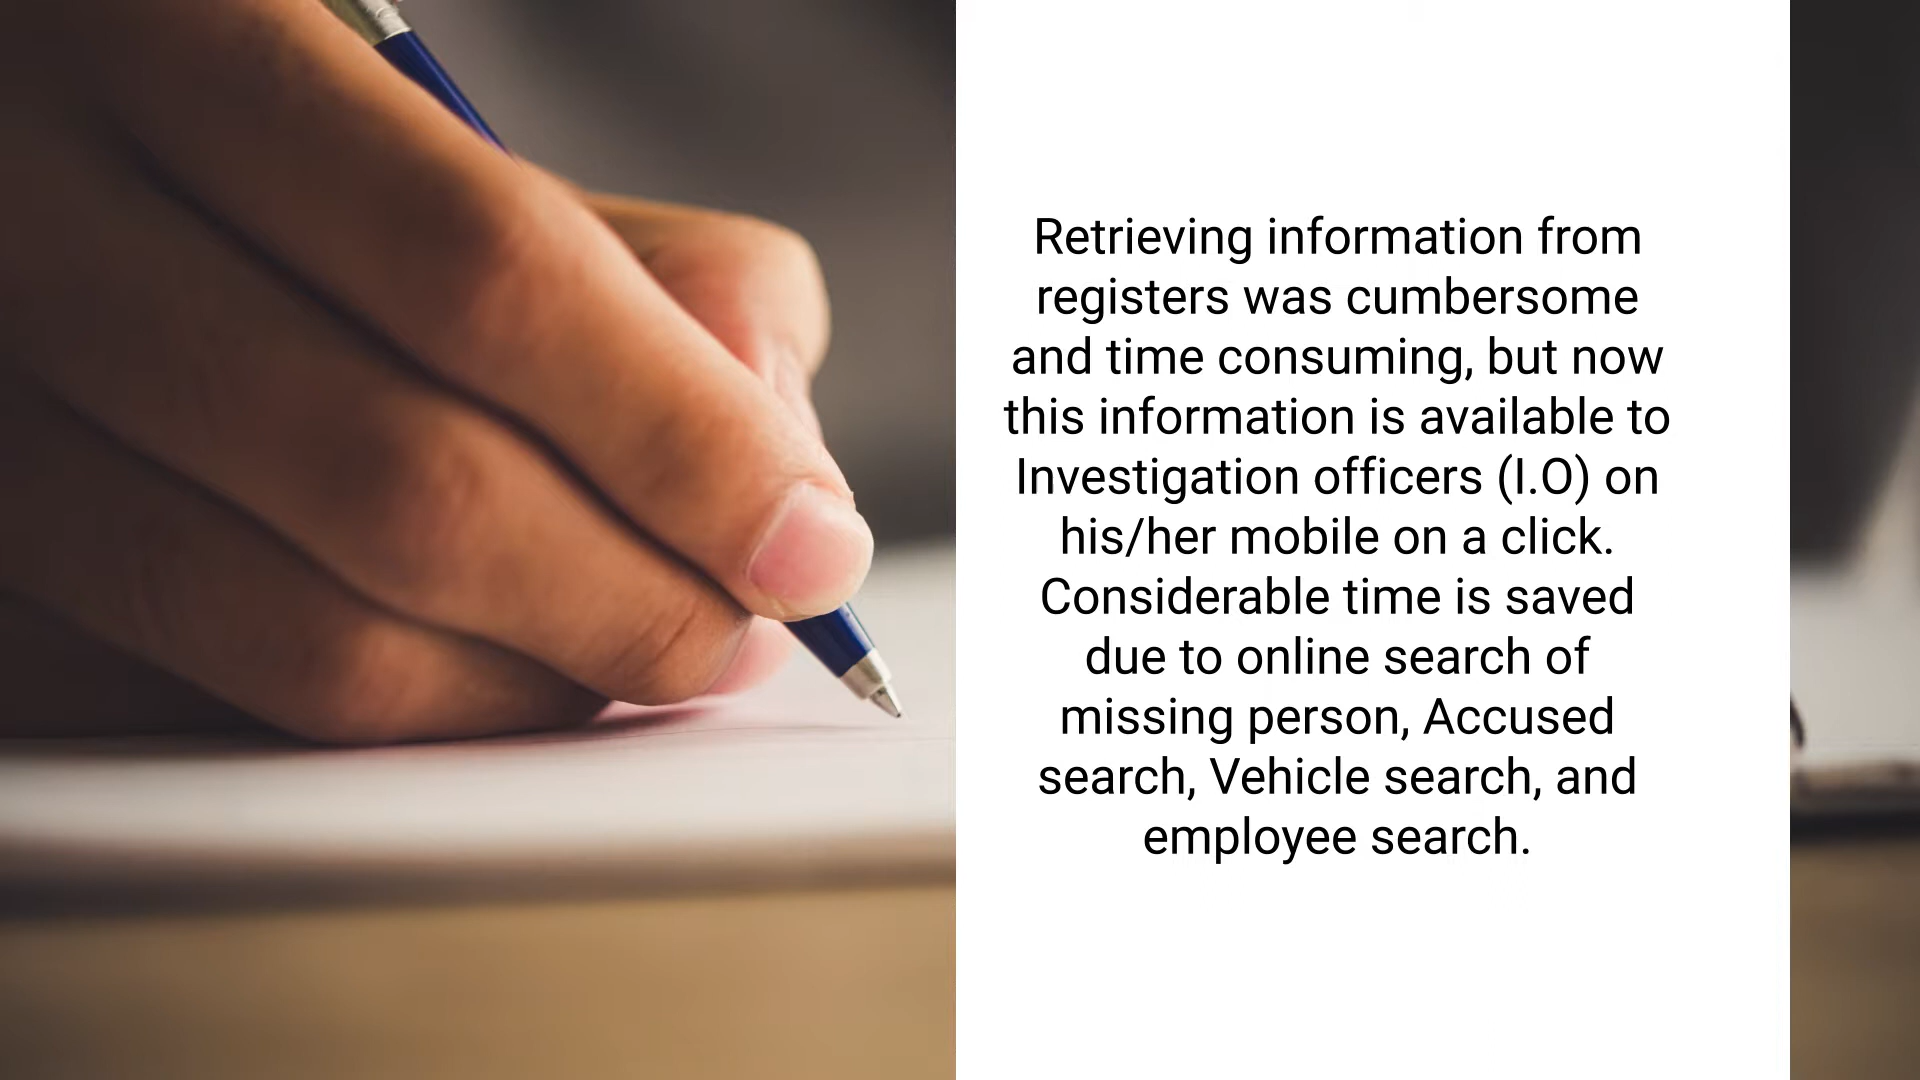 Retrieving information from
registers was cumbersome
and time consuming, but now
this information is available to
Investigation officers (I.O) on
his/her mobile on a click.
Considerable time is saved
due to online search of
missing person, Accused
search, Vehicle search, and
employee search.